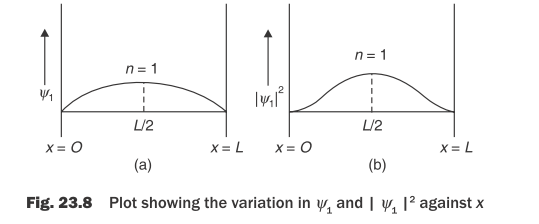 n = 1
n = 1
ψ₁
|ψ₁|²
L/2
L/2
x = O
x = L
x = O
x = L
(a)
(b)
Fig. 23.8 Plot showing the variation in ψ₁ and | ψ₁ |² against x